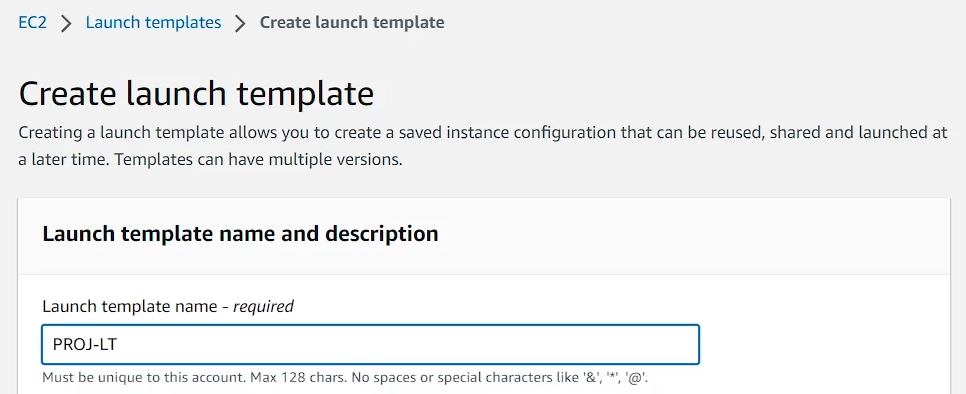 EC2 > Launch templates > Create launch template
Create launch template
Creating a launch template allows you to create a saved instance configuration that can be reused, shared and launched at
a later time. Templates can have multiple versions.
Launch template name and description
Launch template name - required
PROJ-LT
Must be unique to this account. Max 128 chars. No spaces or special characters like '&', '*', '@'.